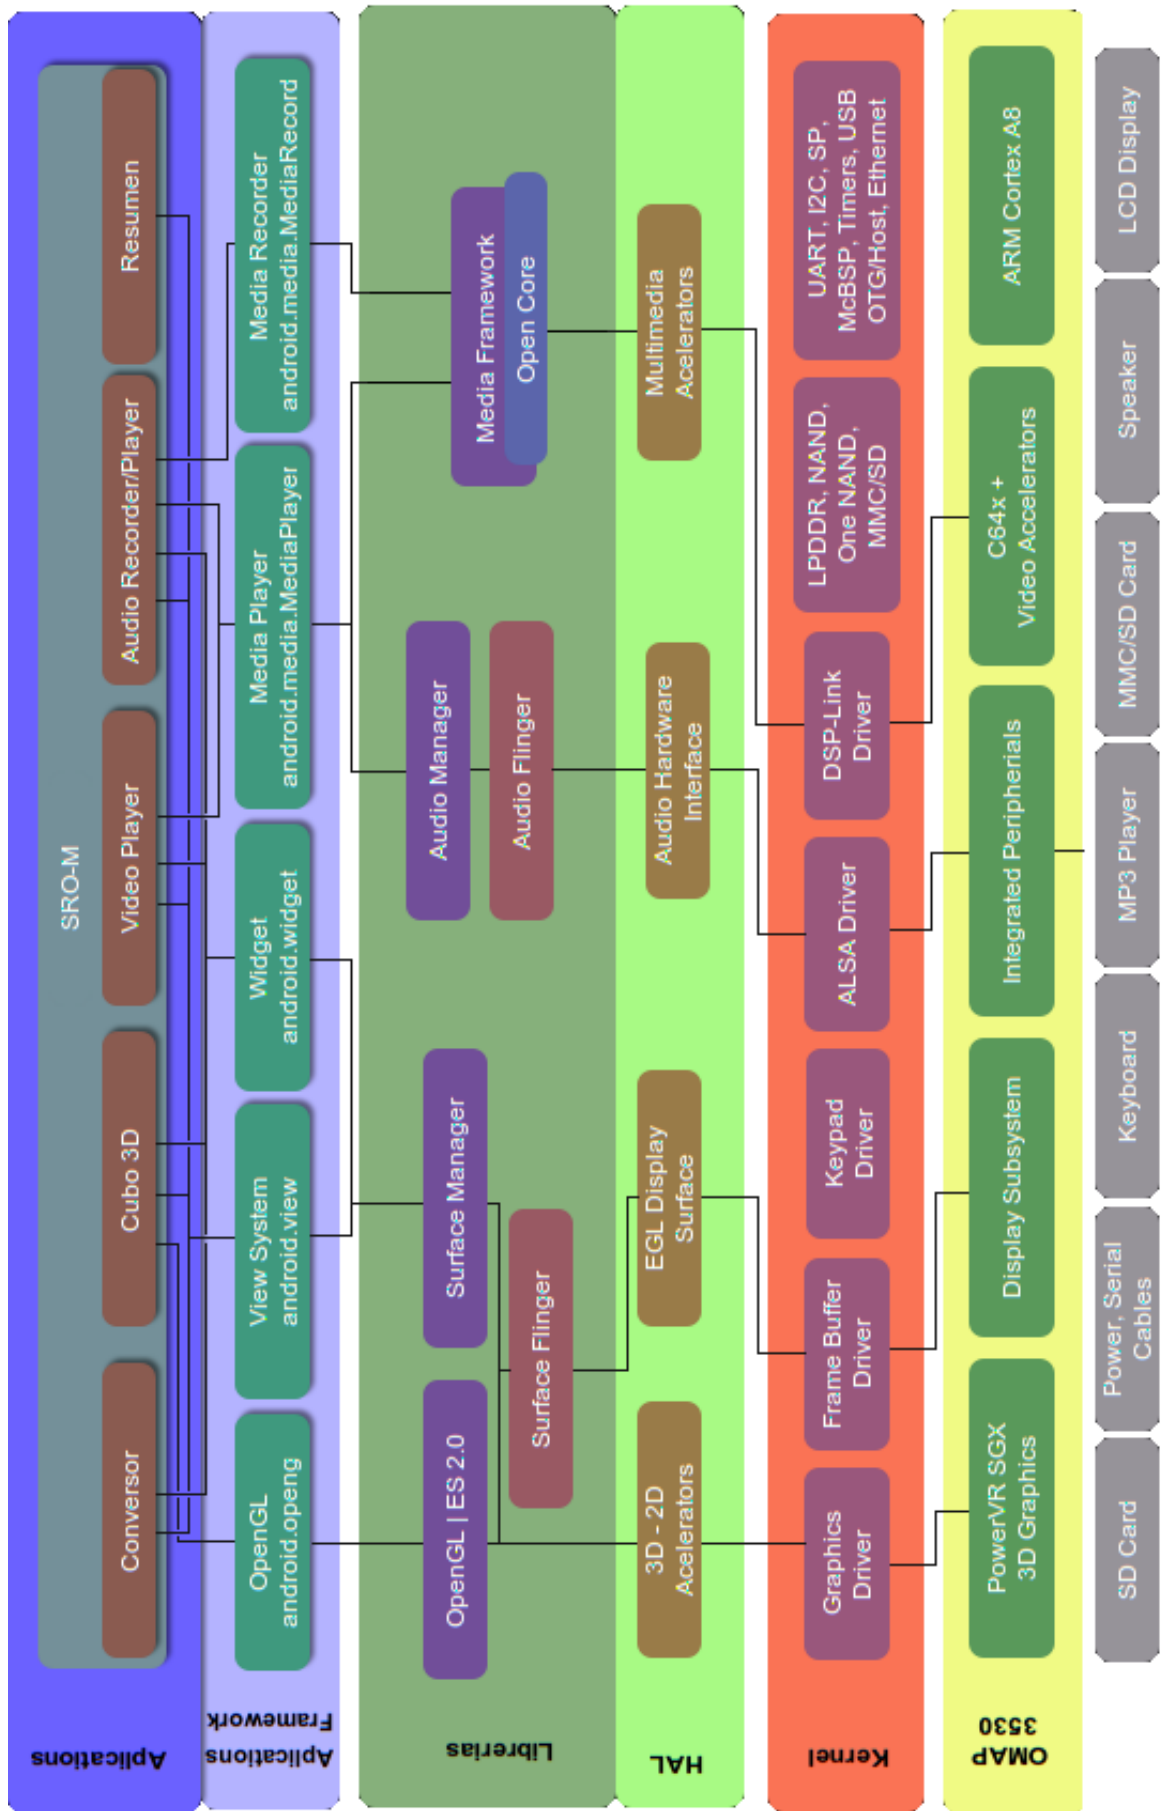 Aplications
SRO-M
Conversor
Cubo 3D
Video Player
Audio Recorder/Player
Resumen
Aplications
Framework
OpenGL
android.openg
View System
android.view
Widget
android.widget
Media Player
android.media.MediaPlayer
Media Recorder
android.media.MediaRecord
Librerias
OpenGL | ES 2.0
Surface Manager
Surface Flinger
Audio Manager
Audio Flinger
Media Framework
Open Core
HAL
3D - 2D
Acelerators
EGL Display
Surface
Audio Hardware
Interface
Multimedia
Acelerators
Kernel
Graphics
Driver
Frame Buffer
Driver
Keypad
Driver
ALSA Driver
DSP-Link
Driver
LPDDR, NAND,
One NAND,
MMC/SD
UART, I2C, SP,
McBSP, Timers, USB
OTG/Host, Ethernet
OMAP
3530
PowerVR SGX
3D Graphics
Display Subsystem
Integrated Peripherials
C64x +
Video Accelerators
ARM Cortex A8
SD Card
Power, Serial
Cables
Keyboard
MP3 Player
MMC/SD Card
Speaker
LCD Display